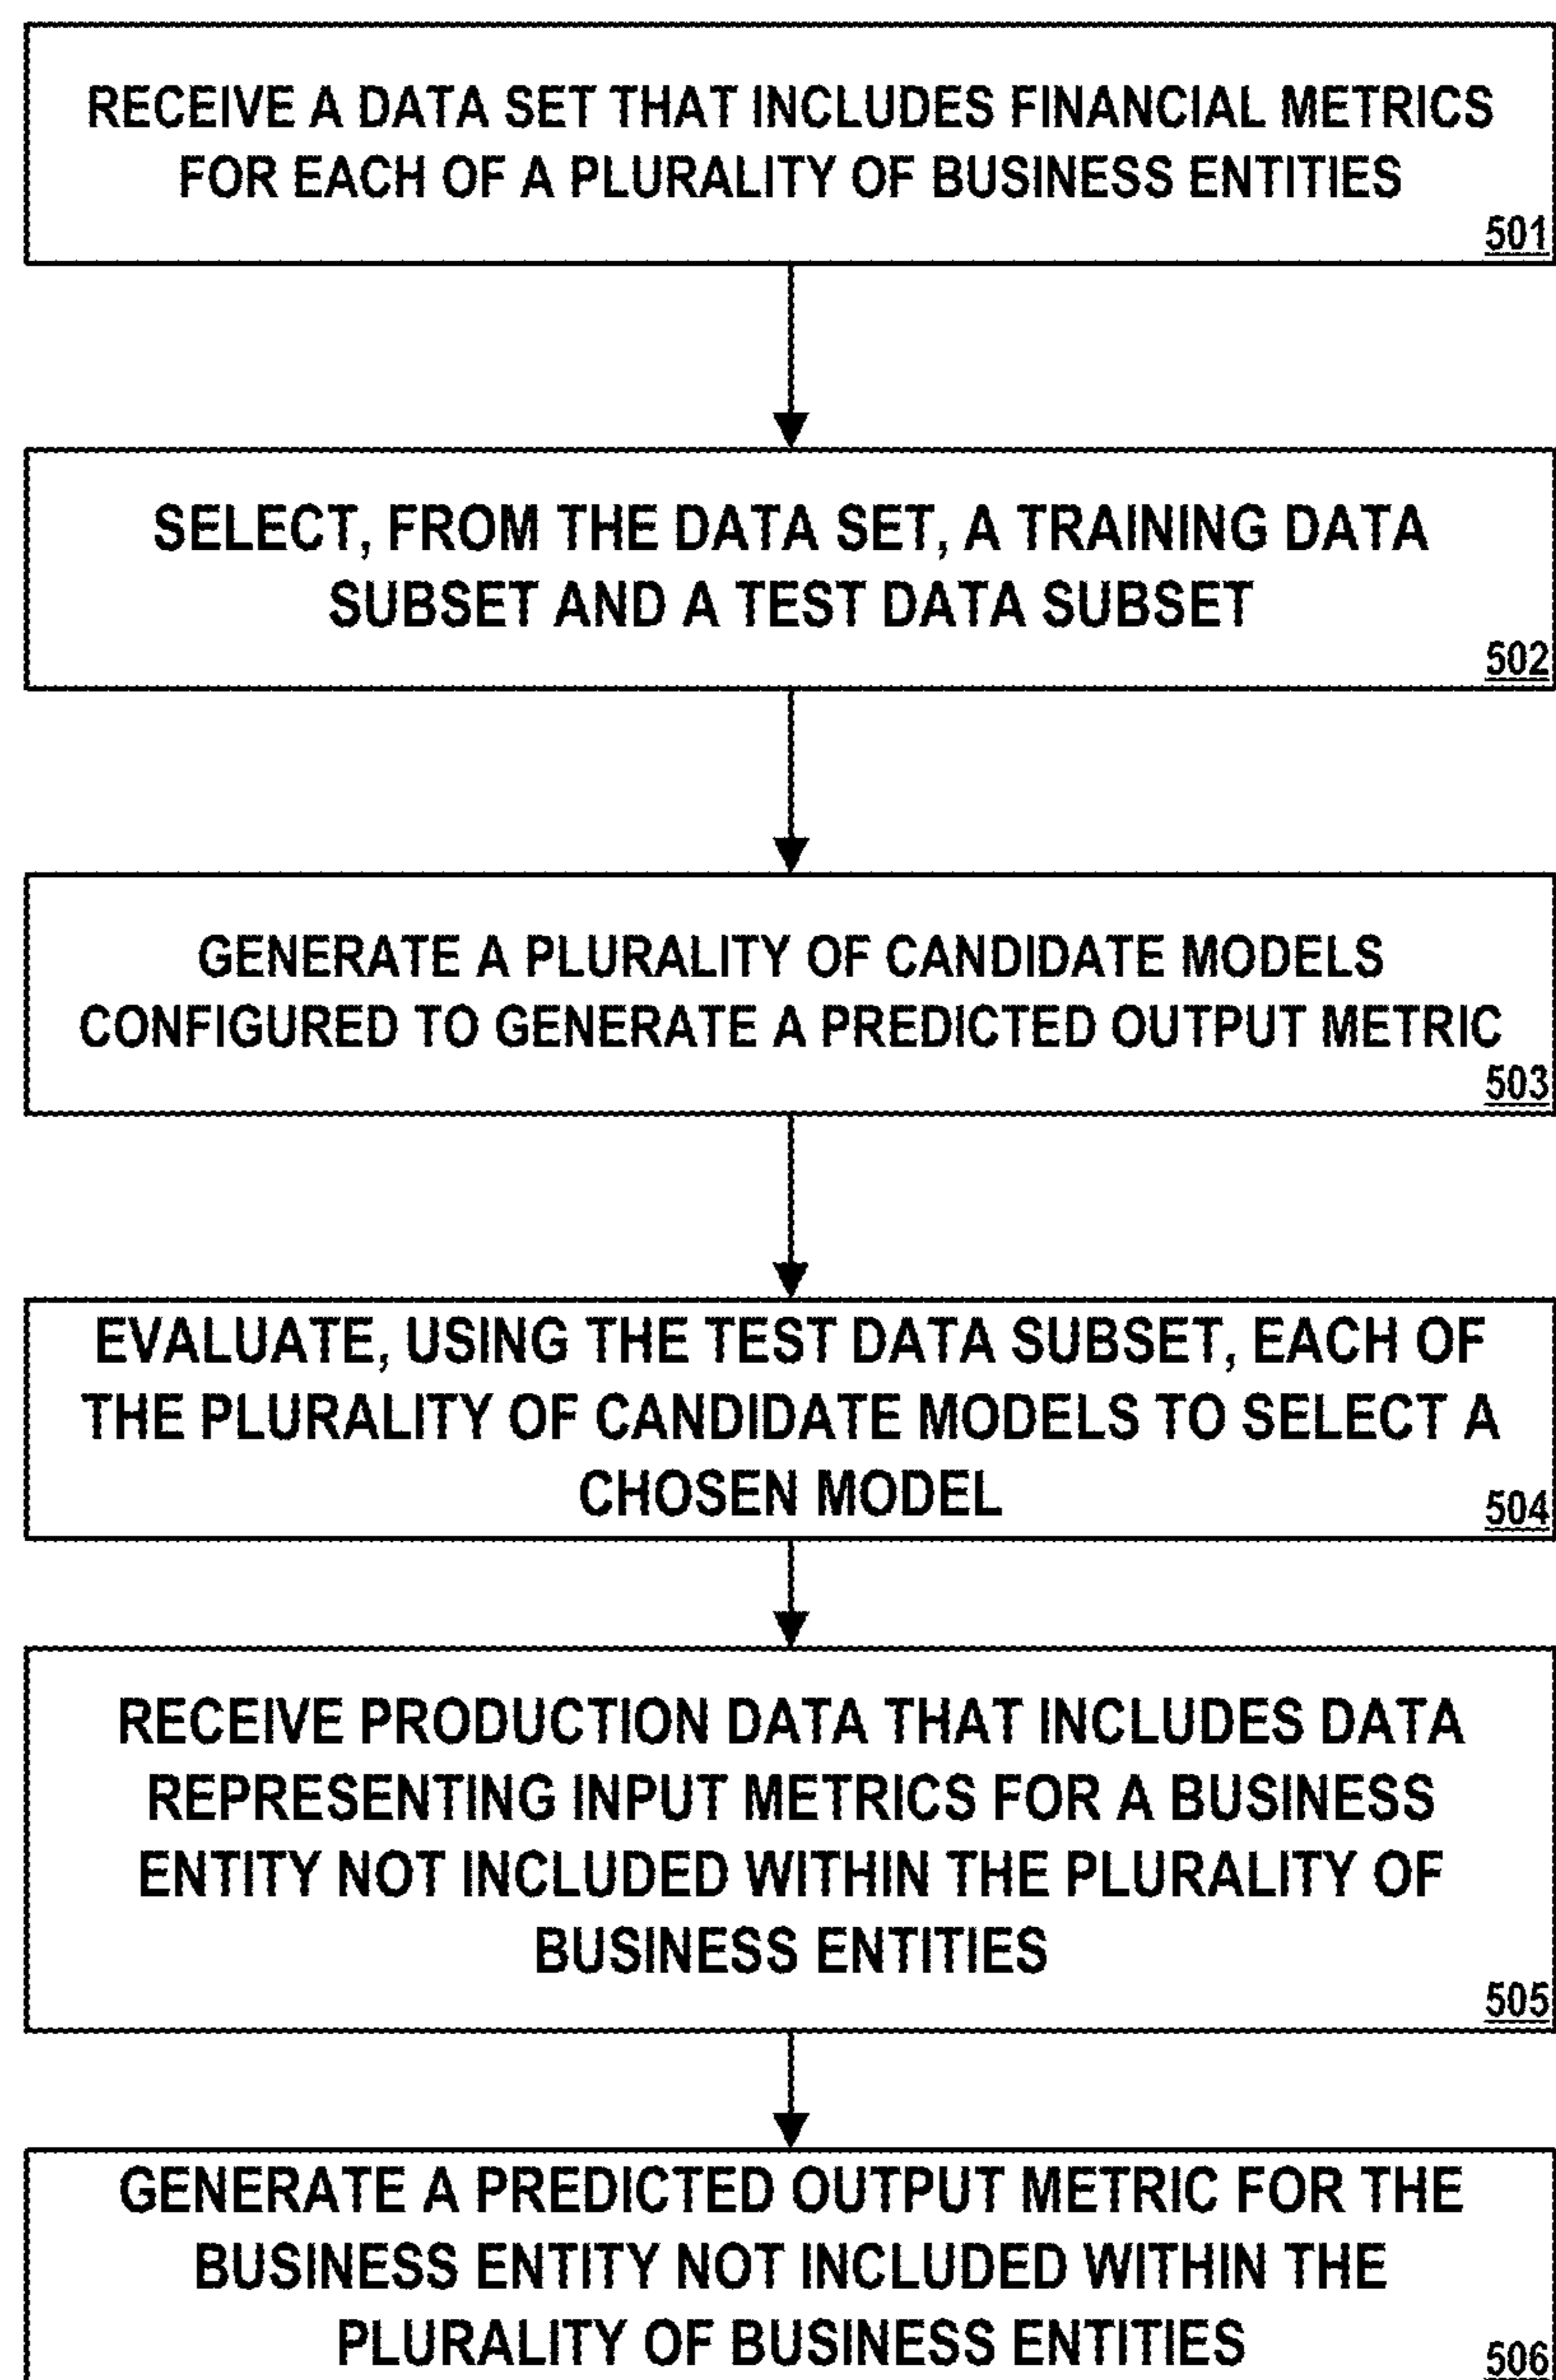 RECEIVE A DATA SET THAT INCLUDES FINANCIAL METRICS
FOR EACH OF A PLURALITY OF BUSINESS ENTITIES
501
SELECT, FROM THE DATA SET, A TRAINING DATA
SUBSET AND A TEST DATA SUBSET
502
GENERATE A PLURALITY OF CANDIDATE MODELS
CONFIGURED TO GENERATE A PREDICTED OUTPUT METRIC
503
EVALUATE, USING THE TEST DATA SUBSET, EACH OF
THE PLURALITY OF CANDIDATE MODELS TO SELECT A
CHOSEN MODEL
504
RECEIVE PRODUCTION DATA THAT INCLUDES DATA
REPRESENTING INPUT METRICS FOR A BUSINESS
ENTITY NOT INCLUDED WITHIN THE PLURALITY OF
BUSINESS ENTITIES
505
GENERATE A PREDICTED OUTPUT METRIC FOR THE
BUSINESS ENTITY NOT INCLUDED WITHIN THE
PLURALITY OF BUSINESS ENTITIES
506